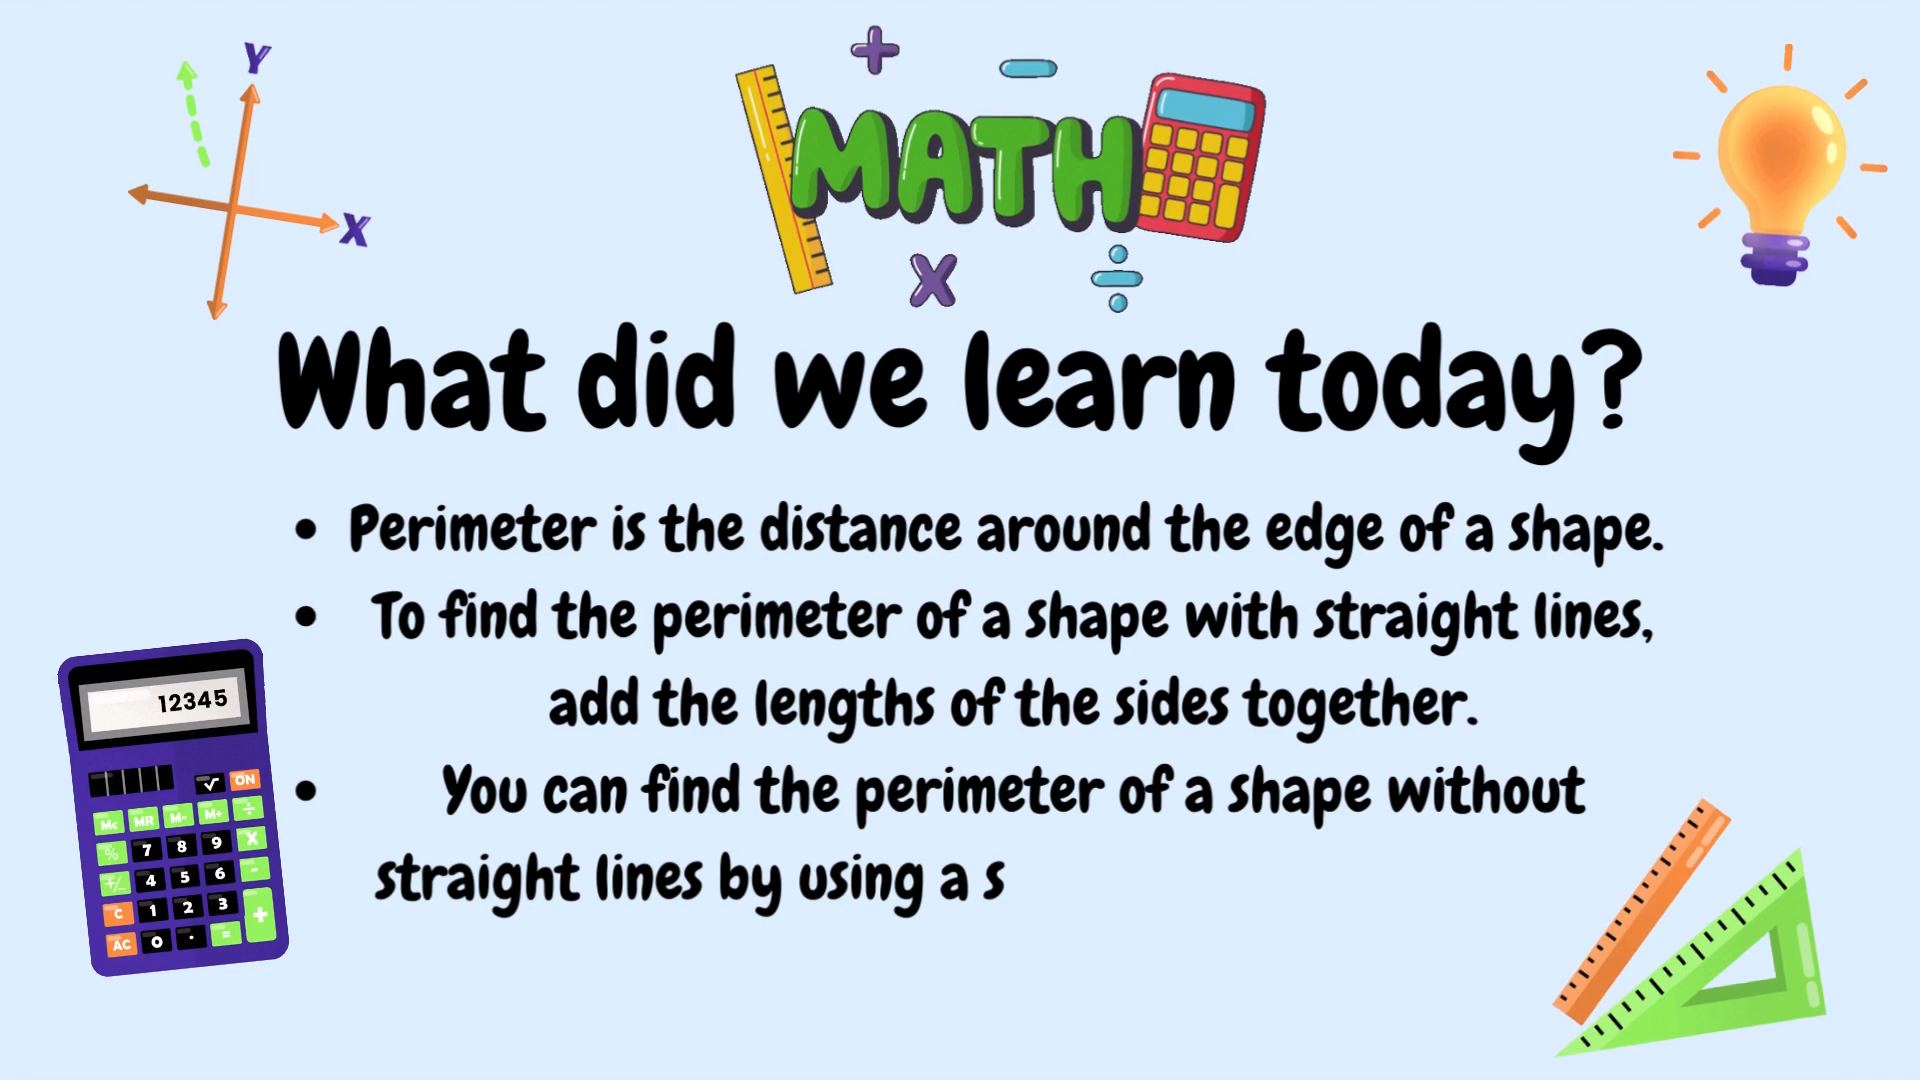 Y
X
MATH
What did we learn today?
• Perimeter is the distance around the edge of a shape.
• To find the perimeter of a shape with straight lines,
add the lengths of the sides together.
• You can find the perimeter of a shape without
straight lines by using a s
12345
√ ON
Mc MR M- M+ ÷
% 7 8 9 X
+/- 4 5 6 -
C 1 2 3 +
AC 0 . =